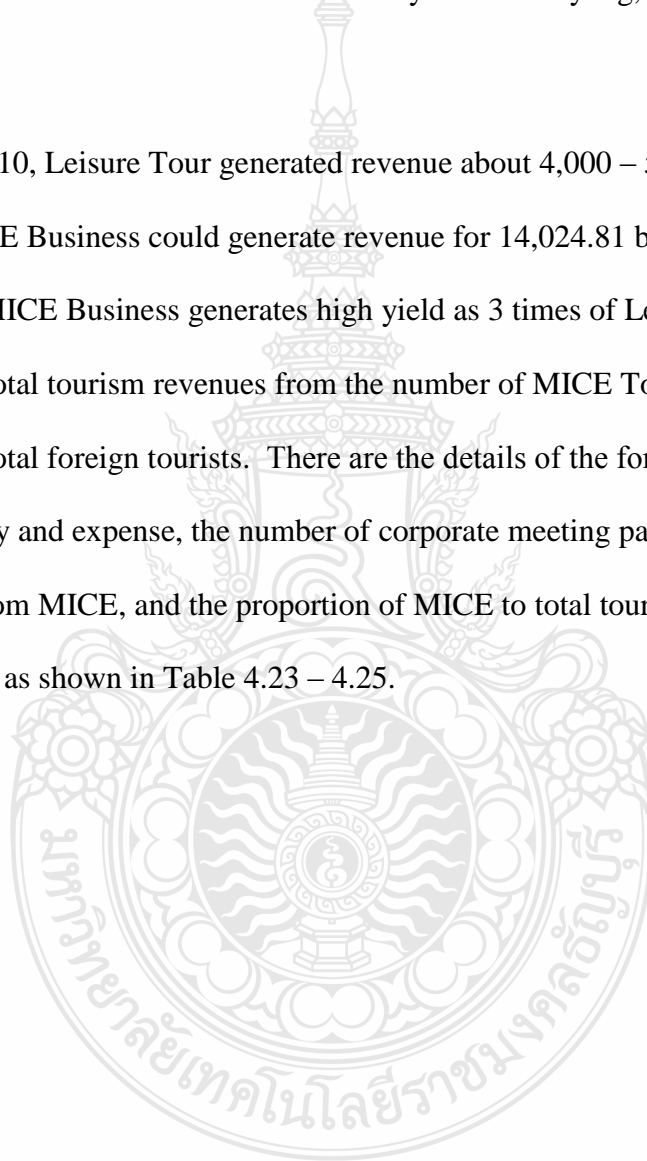 10, Leisure Tour generated revenue about 4,000 –
E Business could generate revenue for 14,024.81 b
MICE Business generates high yield as 3 times of Le
otal tourism revenues from the number of MICE To
otal foreign tourists. There are the details of the for
y and expense, the number of corporate meeting pa
om MICE, and the proportion of MICE to total tour
as shown in Table 4.23 – 4.25.
มหาวิทยาลัยเทคโนโลยีราชมงคลธัญบุรี